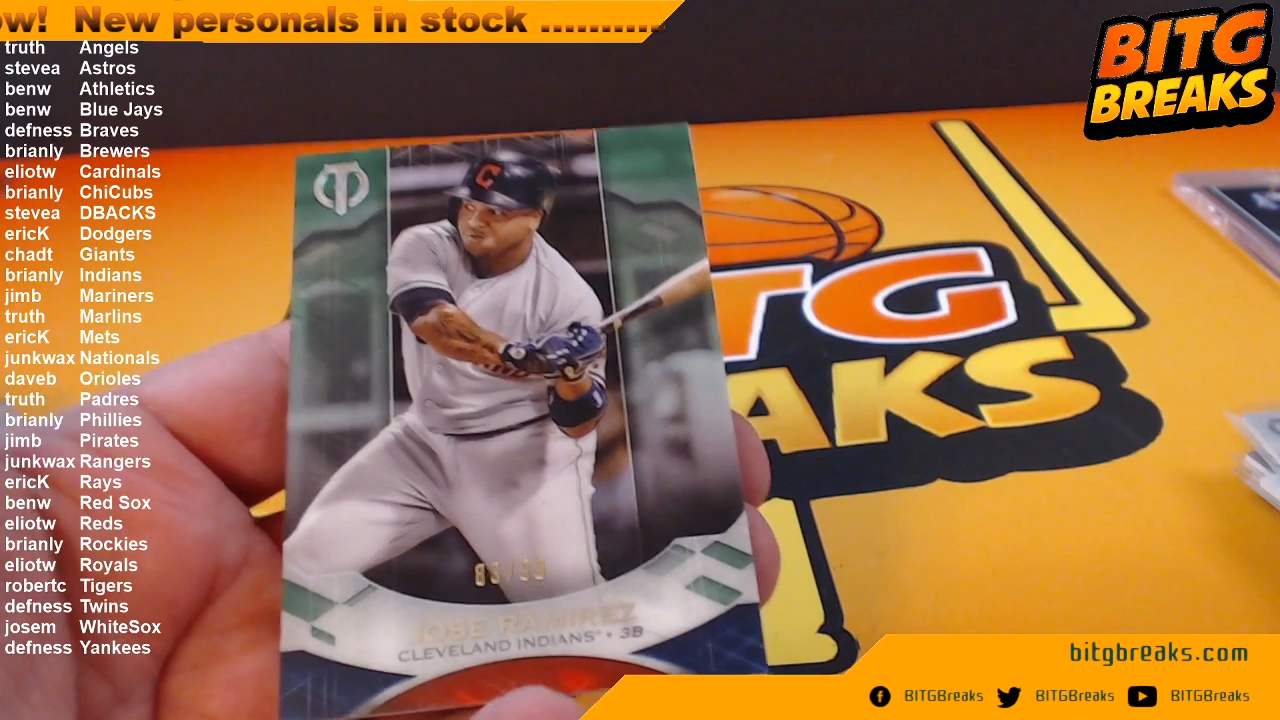 ow! New personals in stock ..........
BITG
BREAKS
truth Angels
stevea Astros
benw Athletics
benw Blue Jays
defness Braves
brianly Brewers
eliotw Cardinals
brianly ChiCubs
stevea DBACKS
ericK Dodgers
chadt Giants
brianly Indians
jimb Mariners
truth Marlins
ericK Mets
junkwax Nationals
daveb Orioles
truth Padres
brianly Phillies
jimb Pirates
junkwax Rangers
ericK Rays
benw Red Sox
eliotw Reds
brianly Rockies
eliotw Royals
robertc Tigers
defness Twins
josem WhiteSox
defness Yankees
C
TG
AKS
JOSE RAMIREZ
CLEVELAND INDIANS • 3B
bitgbreaks.com
BITGBreaks BITGBreaks BITGBreaks